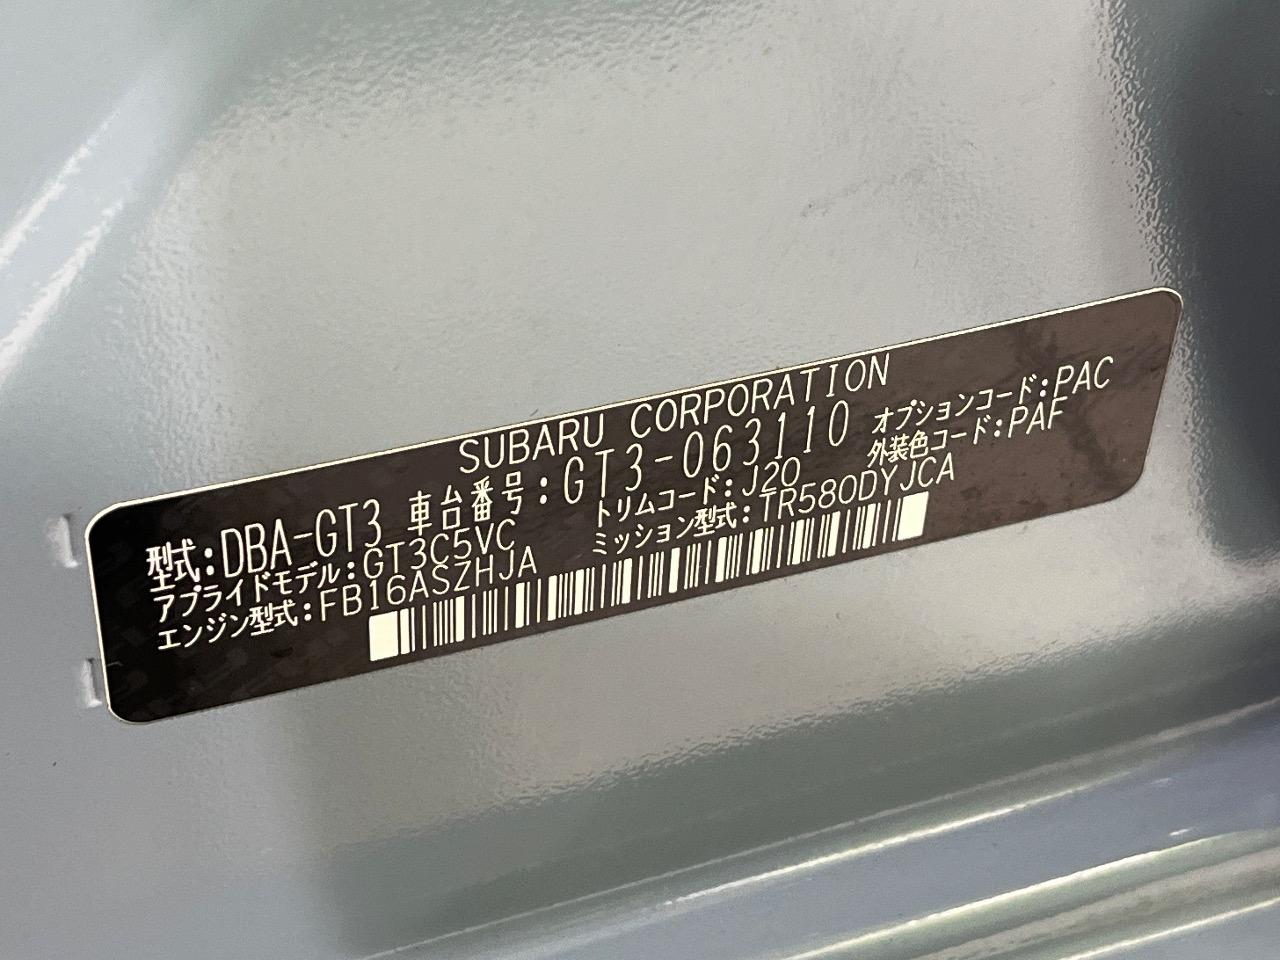 SUBARU CORPORATION
型式:DBA-GT3 車台番号:GT3-063110 オプションコード:PAC
アプライドモデル:GT3C5VC トリムコード:J20 外装色コード:PAF
エンジン型式:FB16ASZHJA ミッション型式:TR580DYJCA